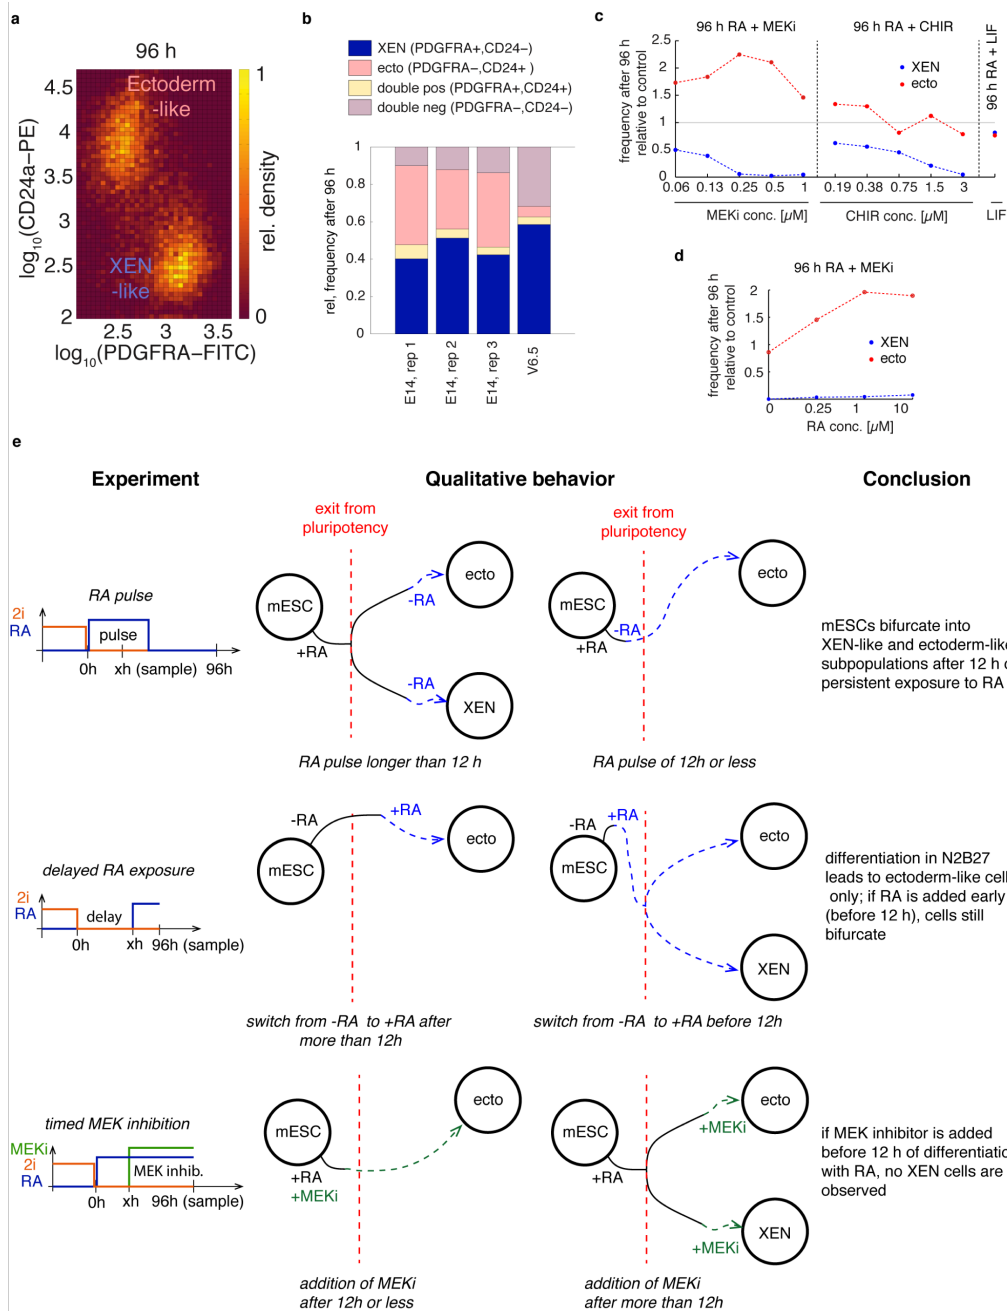 a
96 h
Ectoderm
-like
XEN
-like
4.5
4
3.5
3
2.5
2
log10(CD24a−PE)
2.5
3
3.5
log10(PDGFRA−FITC)
1
0
rel. density
b
XEN (PDGFRA+,CD24−)
ecto (PDGFRA−,CD24+ )
double pos (PDGFRA+,CD24+)
double neg (PDGFRA−,CD24−)
rel, frequency after 96 h
1
0.8
0.6
0.4
0.2
0
E14, rep 1
E14, rep 2
E14, rep 3
V6.5
c
96 h RA + MEKi
96 h RA + CHIR
96 h RA + LIF
frequency after 96 h
relative to control
2.5
2
1.5
1
0.5
0
XEN
ecto
0.06 0.13 0.25 0.5 1
MEKi conc. [µM]
0.19 0.38 0.75 1.5 3
CHIR conc. [µM]
LIF
d
96 h RA + MEKi
frequency after 96 h
relative to control
2
1.5
1
0.5
XEN
ecto
0 0.25 1 10
RA conc. [µM]
e
Experiment
Qualitative behavior
Conclusion
RA pulse
2i
RA
pulse
0h
xh (sample)
96h
exit from
pluripotency
mESC
+RA
-RA
ecto
-RA
XEN
RA pulse longer than 12 h
exit from
pluripotency
mESC
+RA
-RA
ecto
RA pulse of 12h or less
mESCs bifurcate into
XEN-like and ectoderm-like
subpopulations after 12 h
persistent exposure to RA
delayed RA exposure
2i
RA
delay
0h
xh
96h (sample)
-RA
+RA
mESC
ecto
switch from -RA to +RA after
more than 12h
-RA
+RA
mESC
ecto
XEN
switch from -RA to +RA before 12h
differentiation in N2B27
leads to ectoderm-like
only; if RA is added early
(before 12 h), cells still
bifurcate
timed MEK inhibition
MEKi
2i
RA
MEK inhib.
0h
xh
96h (sample)
mESC
+RA
+MEKi
ecto
addition of MEKi
after 12h or less
mESC
+RA
+MEKi
ecto
+MEKi
XEN
addition of MEKi
after more than 12h
if MEK inhibitor is added
before 12 h of
with RA, no XEN cells are
observed